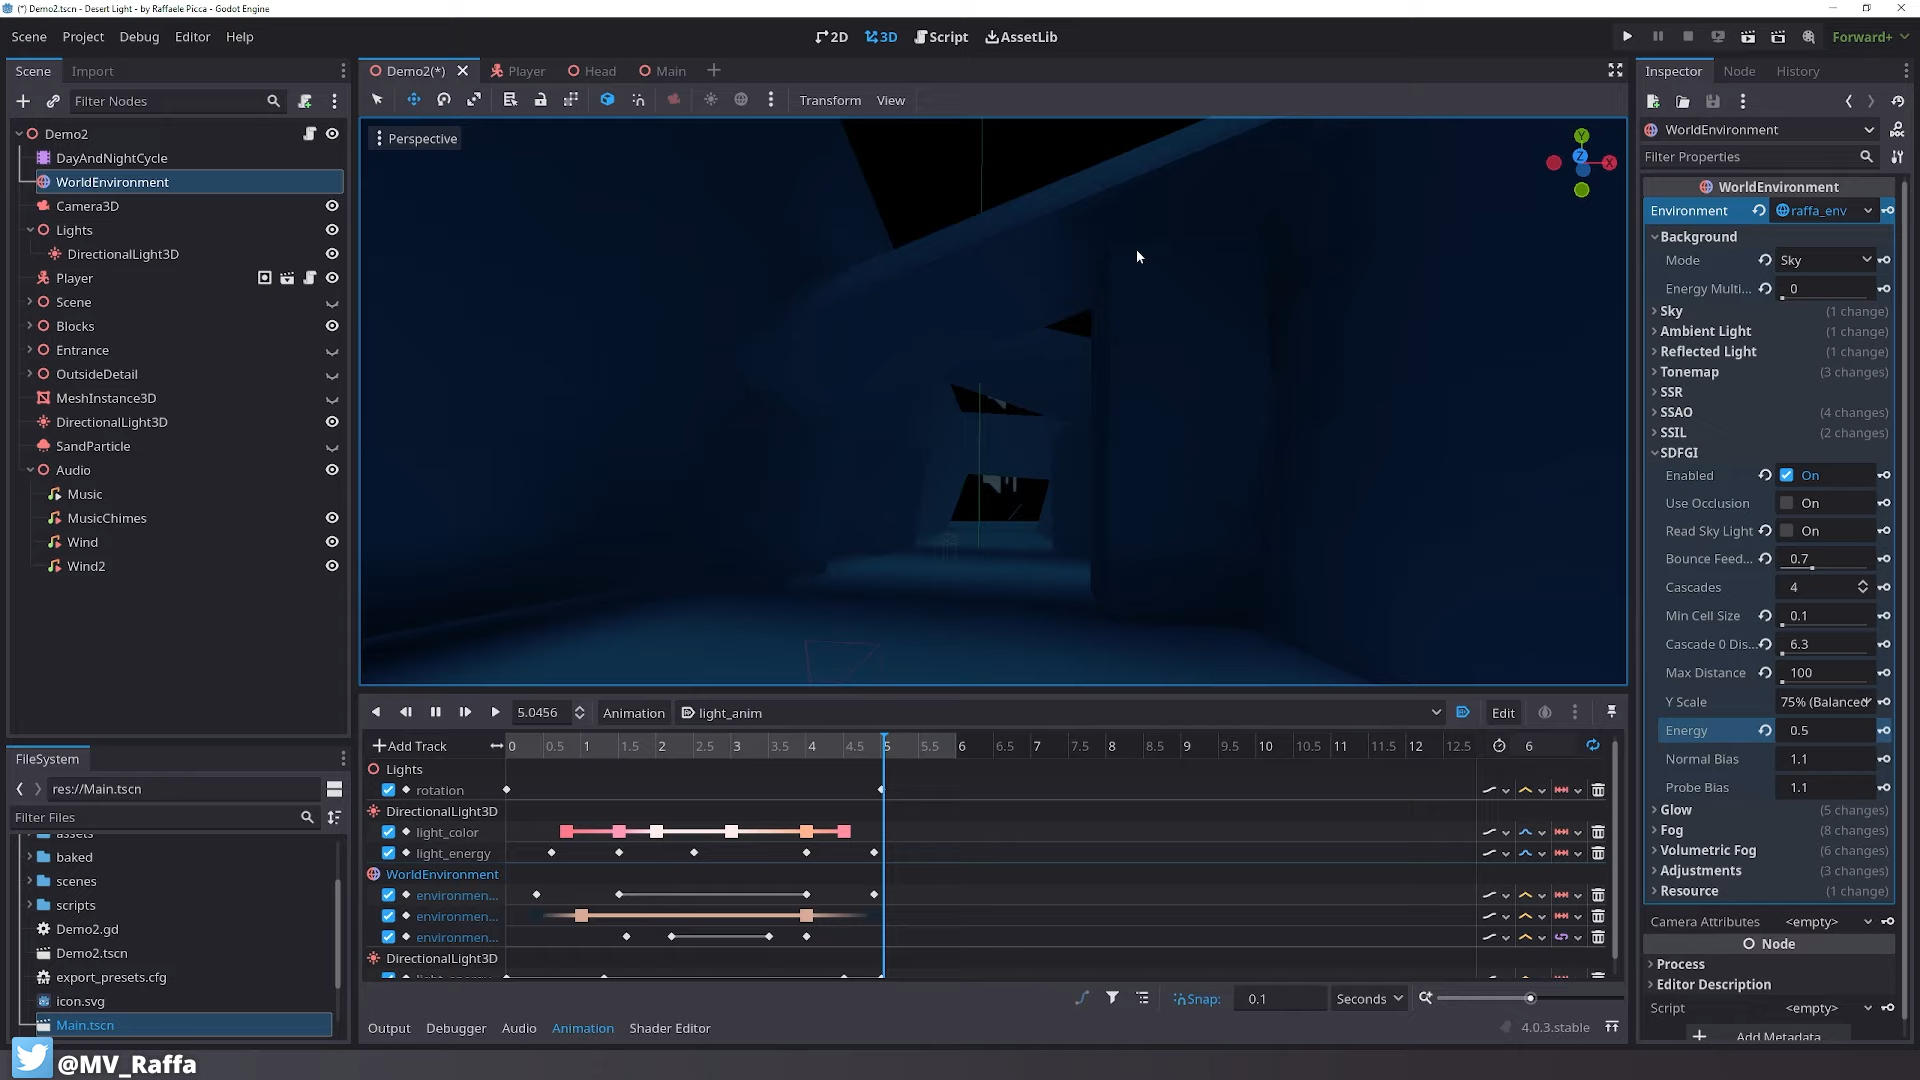 (*) Demo2.tscn - Desert Light - by Raffaele Picca - Godot Engine
Scene Project Debug Editor Help
2D 3D Script AssetLib
Forward+
Scene Import
Filter Nodes
Demo2
DayAndNightCycle
WorldEnvironment
Camera3D
Lights
DirectionalLight3D
Player
Scene
Blocks
Entrance
OutsideDetail
MeshInstance3D
DirectionalLight3D
SandParticle
Audio
Music
MusicChimes
Wind
Wind2
FileSystem
res://Main.tscn
Filter Files
assets
baked
scenes
scripts
Demo2.gd
Demo2.tscn
export_presets.cfg
icon.svg
Main.tscn
@MV_Raffa
Demo2(*) Player Head Main
Transform View
Perspective
Y
Z X
5.0456 Animation light_anim Edit
Add Track 0 0.5 1 1.5 2 2.5 3 3.5 4 4.5 5 5.5 6 6.5 7 7.5 8 8.5 9 9.5 10 10.5 11 11.5 12 12.5 6
Lights
rotation
DirectionalLight3D
light_color
light_energy
WorldEnvironment
environmen...
environmen...
environmen...
DirectionalLight3D
light_energy
Snap: 0.1 Seconds
Output Debugger Audio Animation Shader Editor 4.0.3.stable
Inspector Node History
WorldEnvironment
Filter Properties
WorldEnvironment
Environment raffa_env
Background
Mode Sky
Energy Multi... 0
Sky (1 change)
Ambient Light (1 change)
Reflected Light (1 change)
Tonemap (3 changes)
SSR
SSAO (4 changes)
SSIL (2 changes)
SDFGI
Enabled On
Use Occlusion On
Read Sky Light On
Bounce Feed... 0.7
Cascades 4
Min Cell Size 0.1
Cascade 0 Dis... 6.3
Max Distance 100
Y Scale 75% (Balanced
Energy 0.5
Normal Bias 1.1
Probe Bias 1.1
Glow (5 changes)
Fog (8 changes)
Volumetric Fog (6 changes)
Adjustments (3 changes)
Resource (1 change)
Camera Attributes <empty>
Node
Process
Editor Description
Script <empty>
Add Metadata